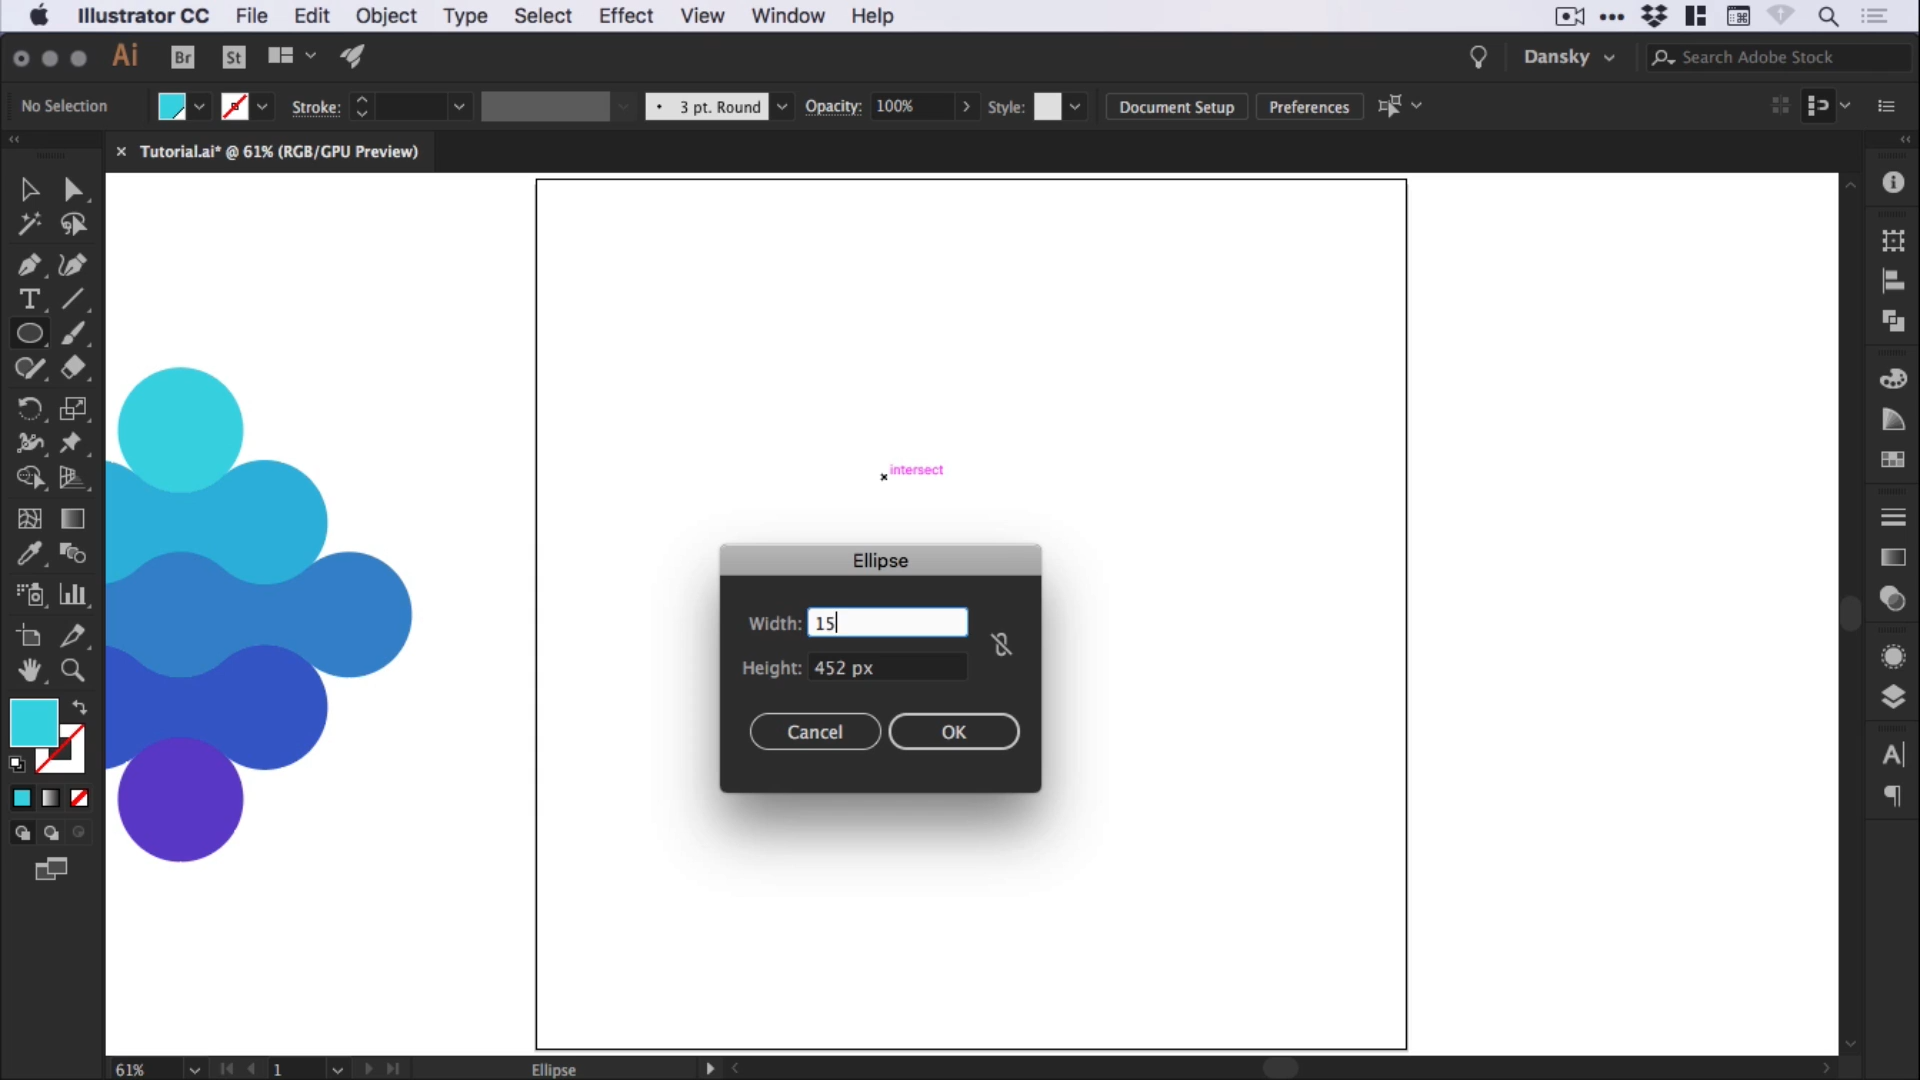 Illustrator CC File Edit Object Type Select Effect View Window Help
Ai Br St Dansky Search Adobe Stock
No Selection Stroke: 3 pt. Round Opacity: 100% Style: Document Setup Preferences
Tutorial.ai* @ 61% (RGB/GPU Preview)
intersect
Ellipse
Width: 15
Height: 452 px
Cancel OK
61% 1 Ellipse